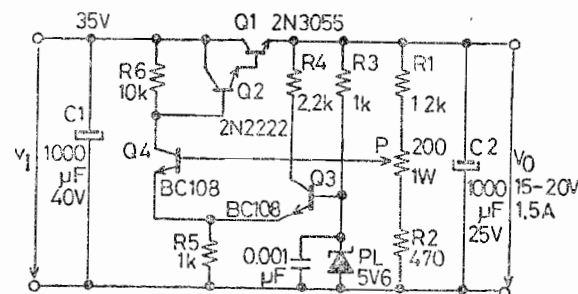 35V
Q1 2N3055
R6
10k
Q2
2N2222
R4
2,2k
R3
1k
R1
1.2k
C1
1000
µF
40V
VI
Q4
BC108
P
200
1W
Q3
BC108
C2
1000
µF
25V
VO
15-20V
1.5A
R5
1k
0.001
µF
PL
5V6
R2
470